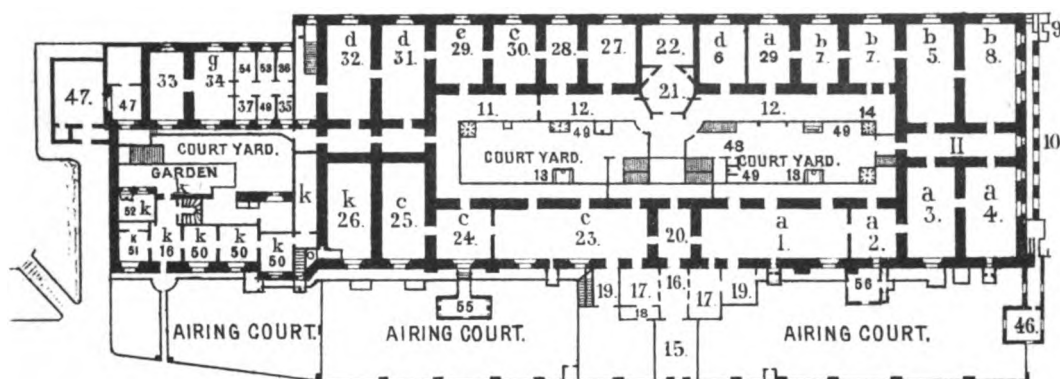 d e c d a b b b b
32. d 31. 29. 30. 28. 27. 22. 6 29 7. 7. 5. 8. 9
g 54 53 36
33 34
47. 47 37 49 35
21.
11. 12. 12. 14
49 49
COURT YARD. COURT YARD. COURT YARD. II 10
48
GARDEN 13 49 13
k
52 k k k c a a
26. 25. 3. 4.
c c a a
k k k k k 24. 23. 20. 1. 2.
51 16 50 50 50
19. 17. 16. 17. 19. 56
55 18
AIRING COURT. AIRING COURT. AIRING COURT. 46.
15.